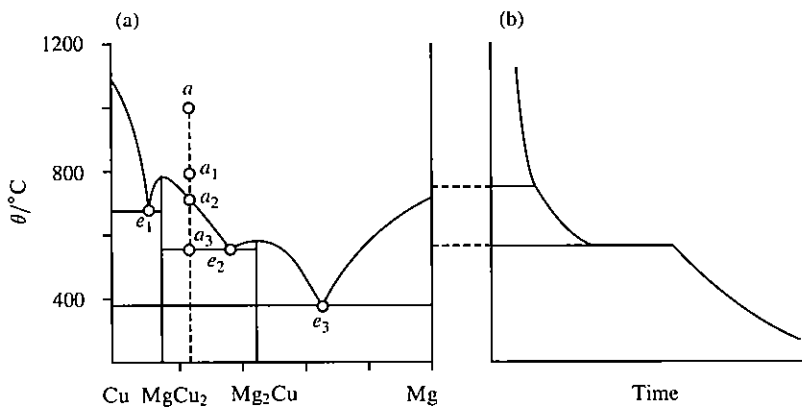 (a)
(b)
1200
800
400
θ/°C
a
a₁
a₂
a₃
e₁
e₂
e₃
Cu MgCu₂ Mg₂Cu Mg
Time